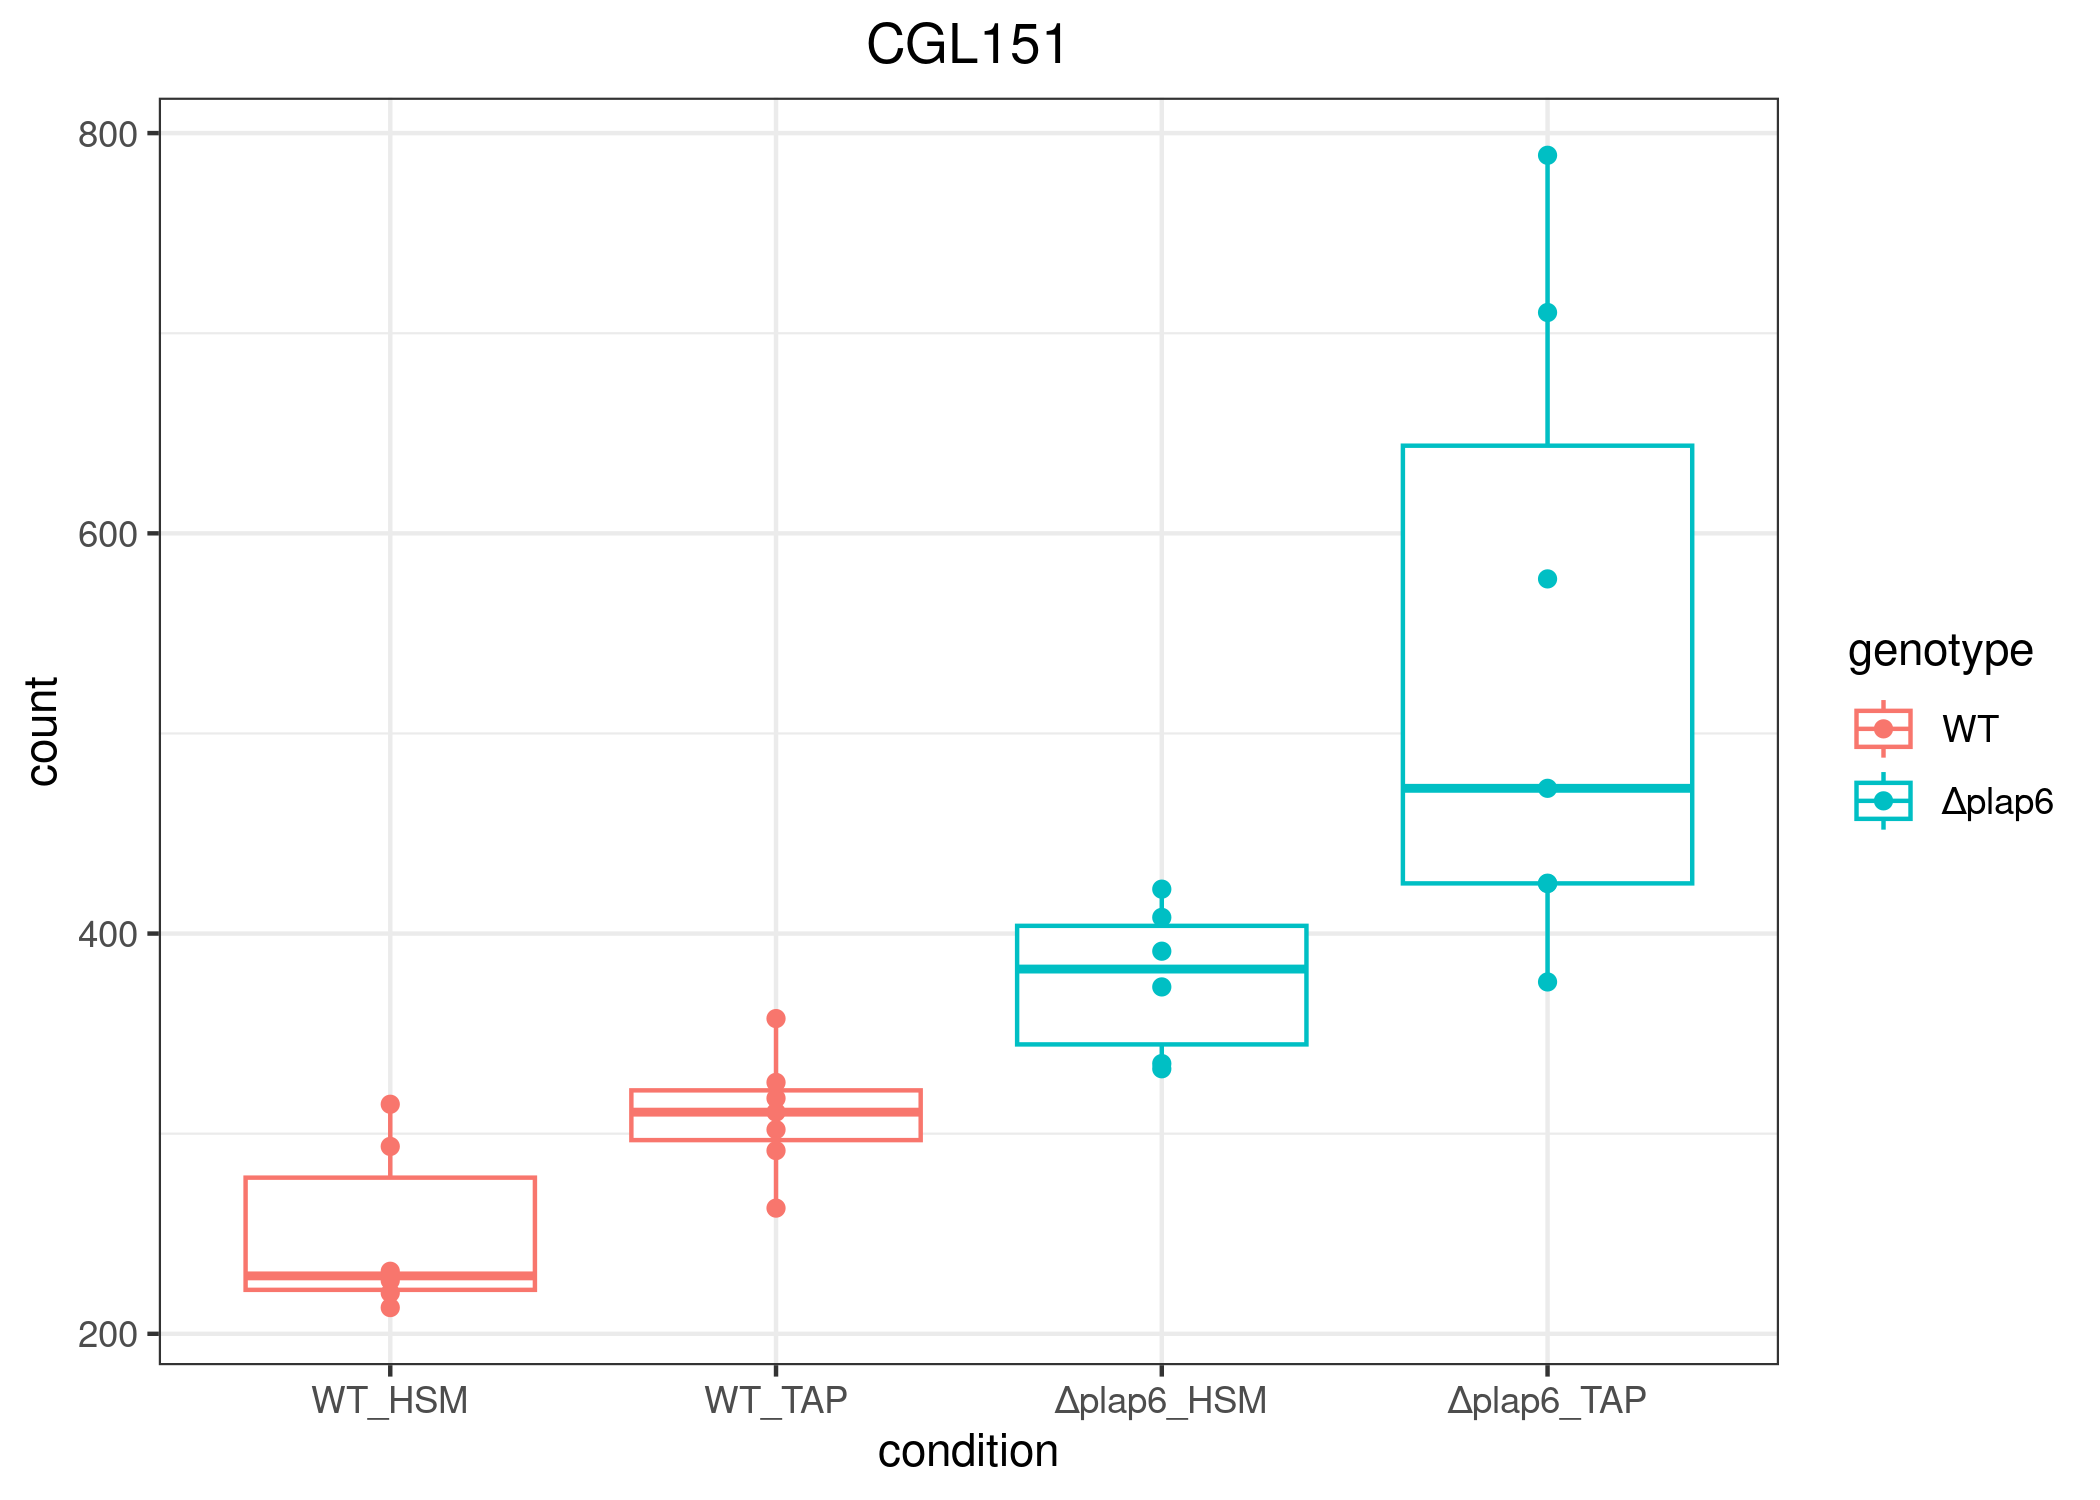 CGL151
800
600
400
200
count
WT_HSM
WT_TAP
Δplap6_HSM
Δplap6_TAP
condition
genotype
WT
Δplap6